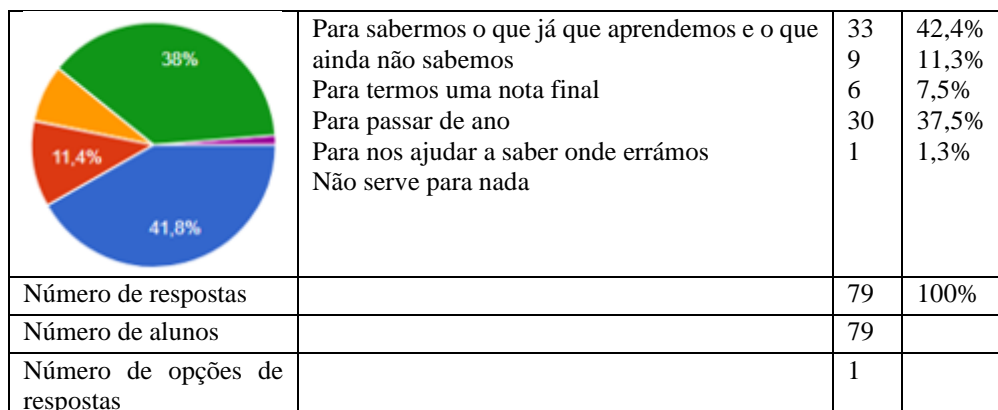 38%
11,4%
41,8%
Para sabermos o que já que aprendemos e o que
ainda não sabemos
Para termos uma nota final
Para passar de ano
Para nos ajudar a saber onde errámos
Não serve para nada
33
9
6
30
1
42,4%
11,3%
7,5%
37,5%
1,3%
Número de respostas
79
100%
Número de alunos
79
Número de opções de
respostas
1